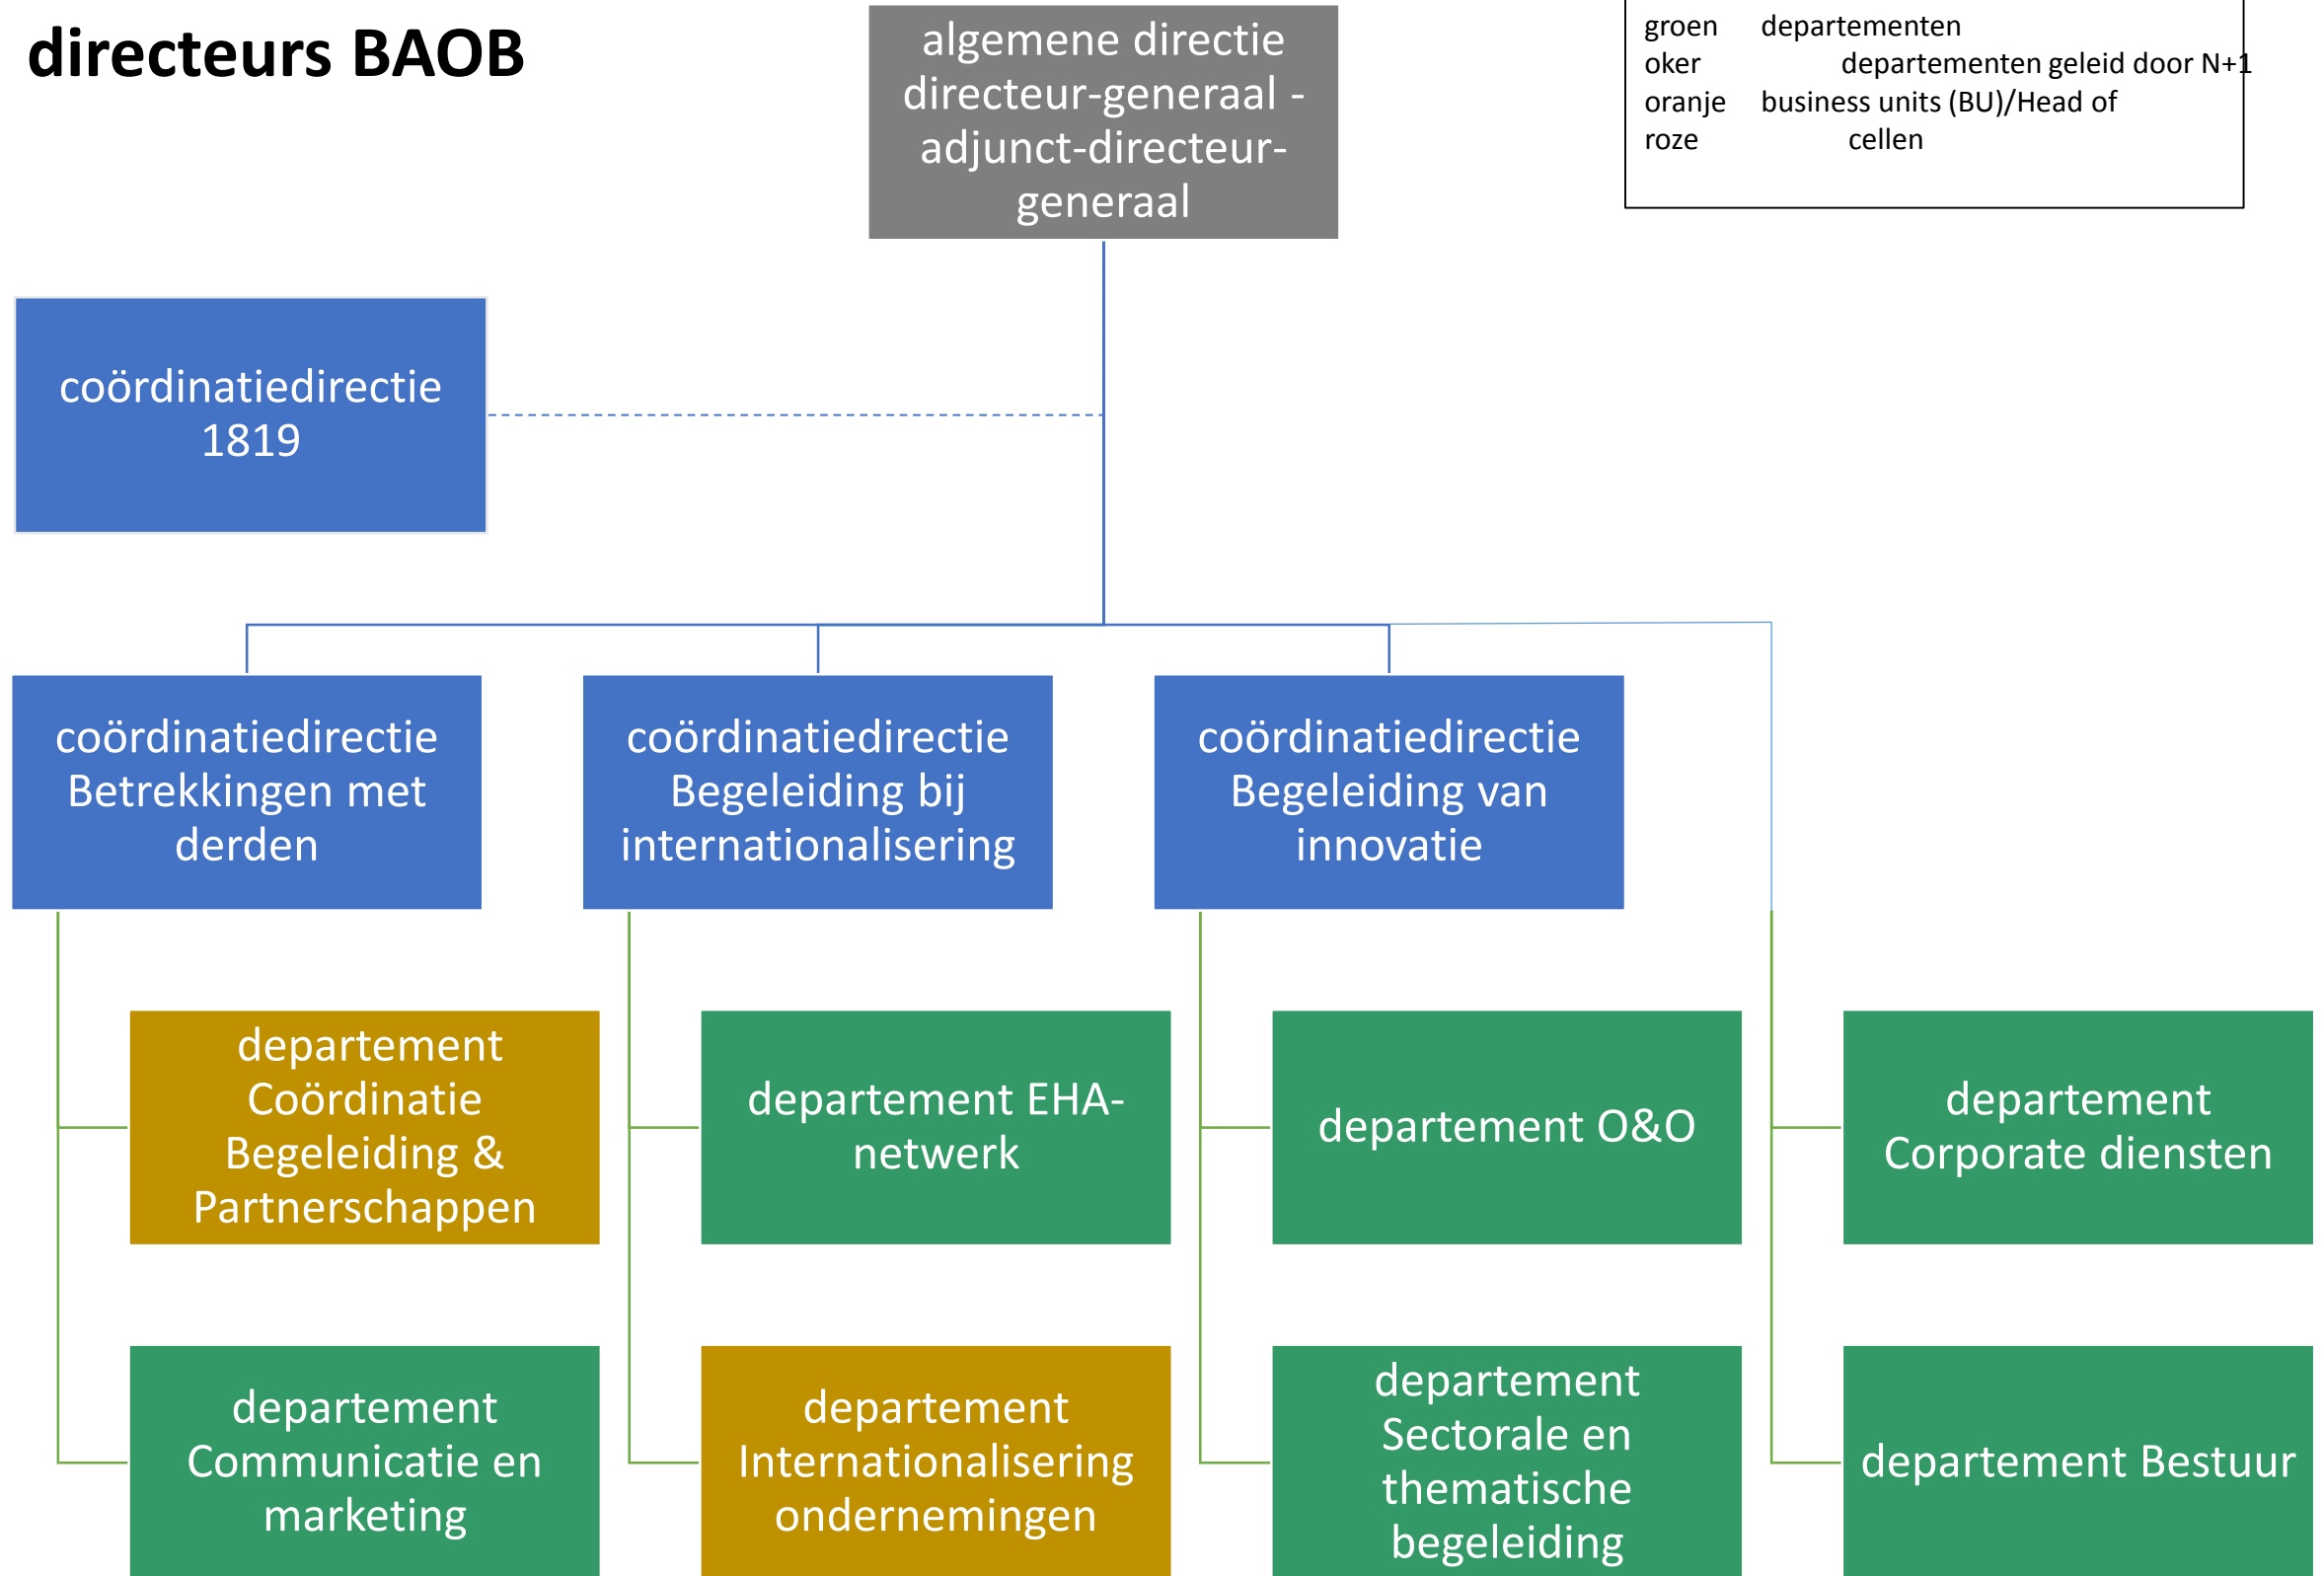 directeurs BAOB
algemene directie
directeur-generaal -
adjunct-directeur-
generaal
groen departementen
oker departementen geleid door N+1
oranje business units (BU)/Head of
roze cellen
coördinatiedirectie
1819
coördinatiedirectie
Betrekkingen met
derden
coördinatiedirectie
Begeleiding bij
internationalisering
coördinatiedirectie
Begeleiding van
innovatie
departement
Coördinatie
Begeleiding &
Partnerschappen
departement EHA-
netwerk
departement O&O
departement
Corporate diensten
departement
Communicatie en
marketing
departement
Internationalisering
ondernemingen
departement
Sectorale en
thematische
begeleiding
departement Bestuur